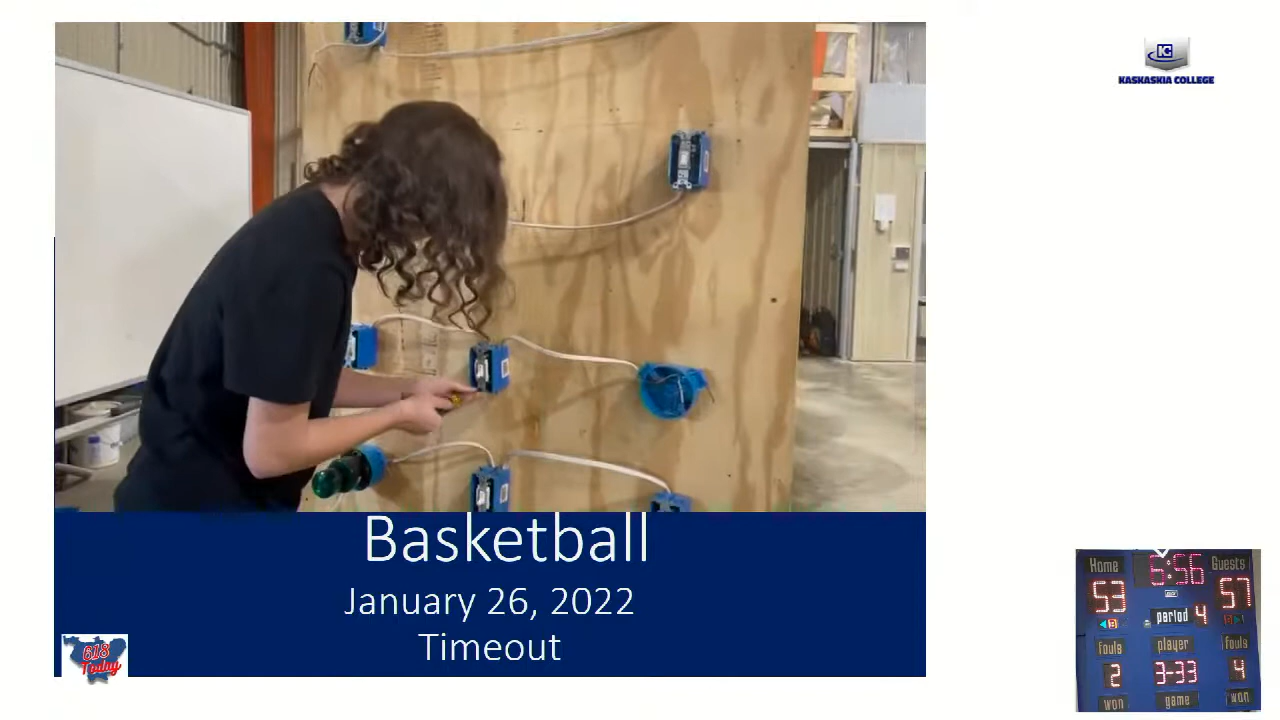 KC
KASKASKIA COLLEGE
Basketball
January 26, 2022
Timeout
618
Today
Home 6:56 Guests
53 57
period 4
fouls player fouls
2 3-33 4
won game won